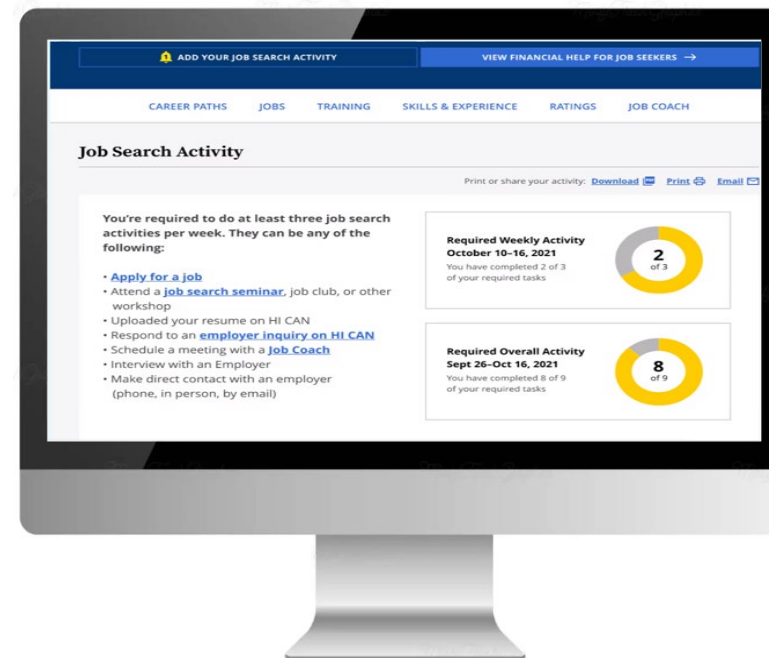 ADD YOUR JOB SEARCH ACTIVITY
VIEW FINANCIAL HELP FOR JOB SEEKERS →
CAREER PATHS JOBS TRAINING SKILLS & EXPERIENCE RATINGS JOB COACH
Job Search Activity
Print or share your activity: Download Print Email
You're required to do at least three job search
activities per week. They can be any of the
following:
• Apply for a job
• Attend a job search seminar, job club, or other
workshop
• Uploaded your resume on HI CAN
• Respond to an employer inquiry on HI CAN
• Schedule a meeting with a Job Coach
• Interview with an Employer
• Make direct contact with an employer
(phone, in person, by email)
Required Weekly Activity
October 10–16, 2021
You have completed 2 of 3
of your required tasks
2
of 3
Required Overall Activity
Sept 26–Oct 16, 2021
You have completed 8 of 9
of your required tasks
8
of 9